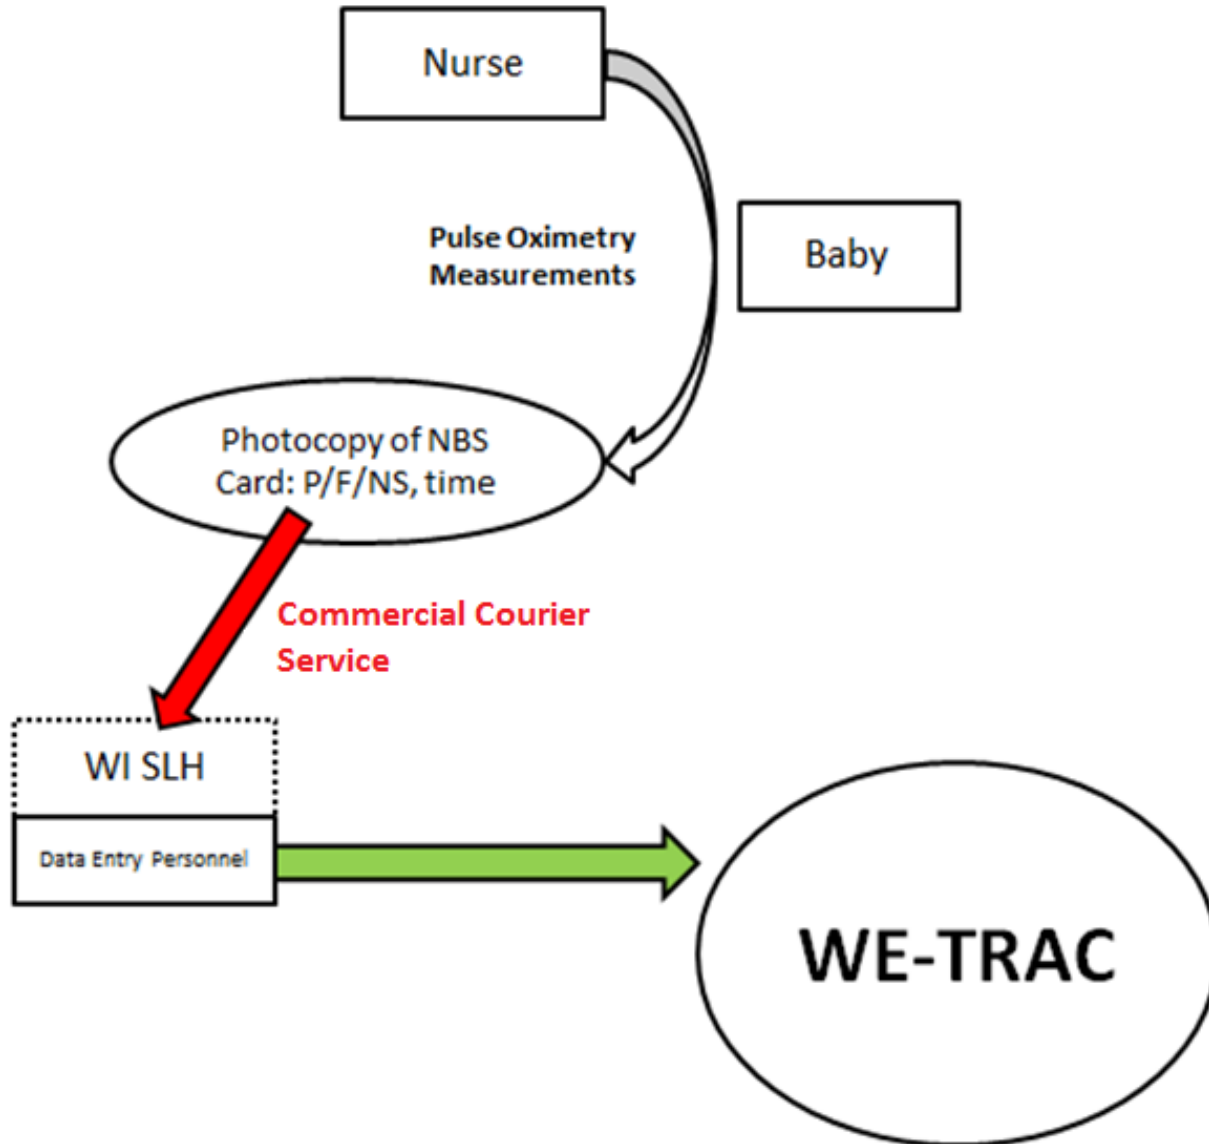 Nurse
Pulse Oximetry
Measurements
Baby
Photocopy of NBS
Card: P/F/NS, time
Commercial Courier
Service
WI SLH
Data Entry Personnel
WE-TRAC